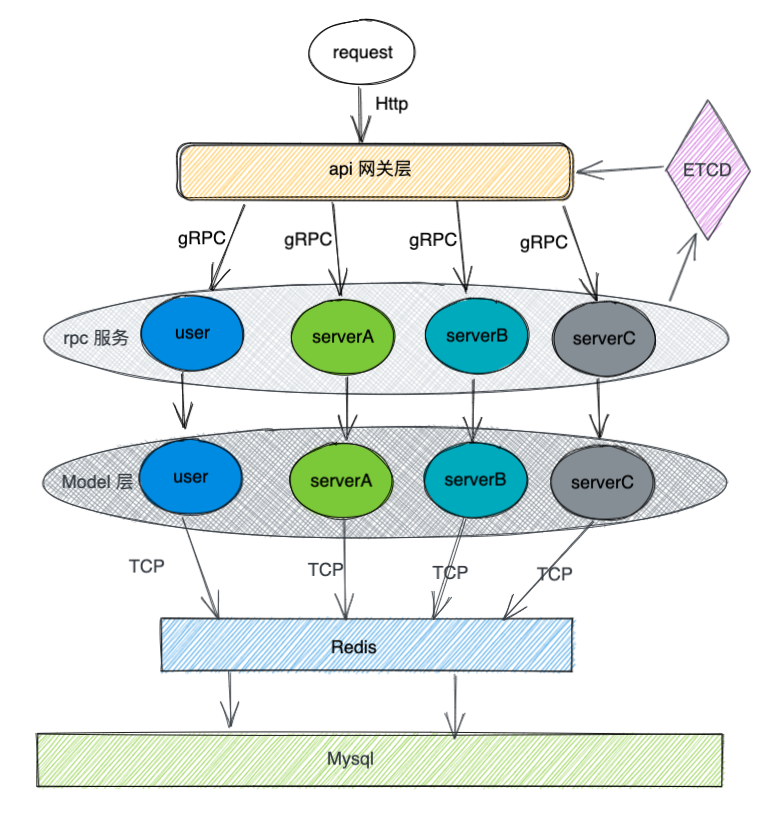 request
Http
api 网关层
ETCD
gRPC
gRPC
gRPC
gRPC
rpc 服务
user
serverA
serverB
serverC
Model 层
user
serverA
serverB
serverC
TCP
TCP
TCP
TCP
Redis
Mysql